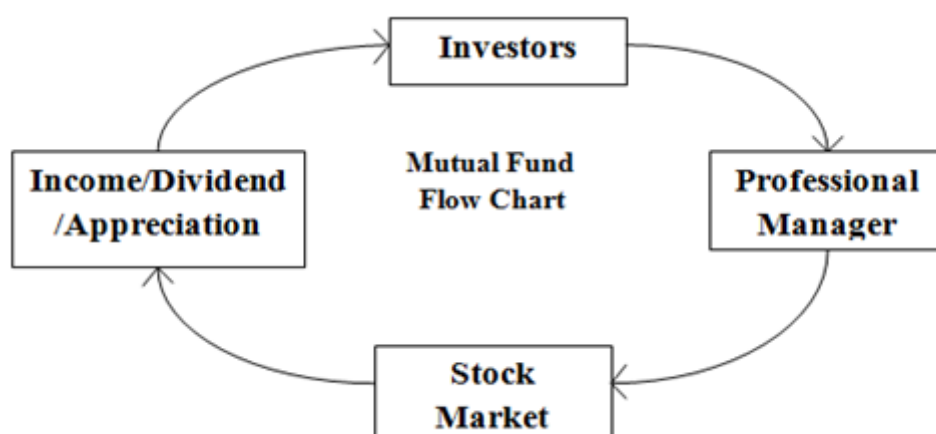 Investors
Mutual Fund
Flow Chart
Income/Dividend
/Appreciation
Professional
Manager
Stock
Market